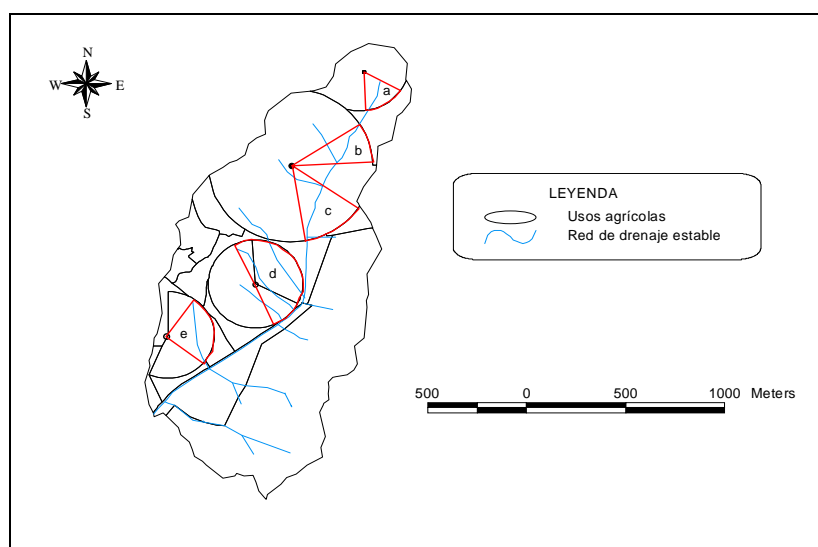 N
W E
S
a
b
c
d
e
LEYENDA
Usos agrícolas
Red de drenaje estable
500 0 500 1000 Meters